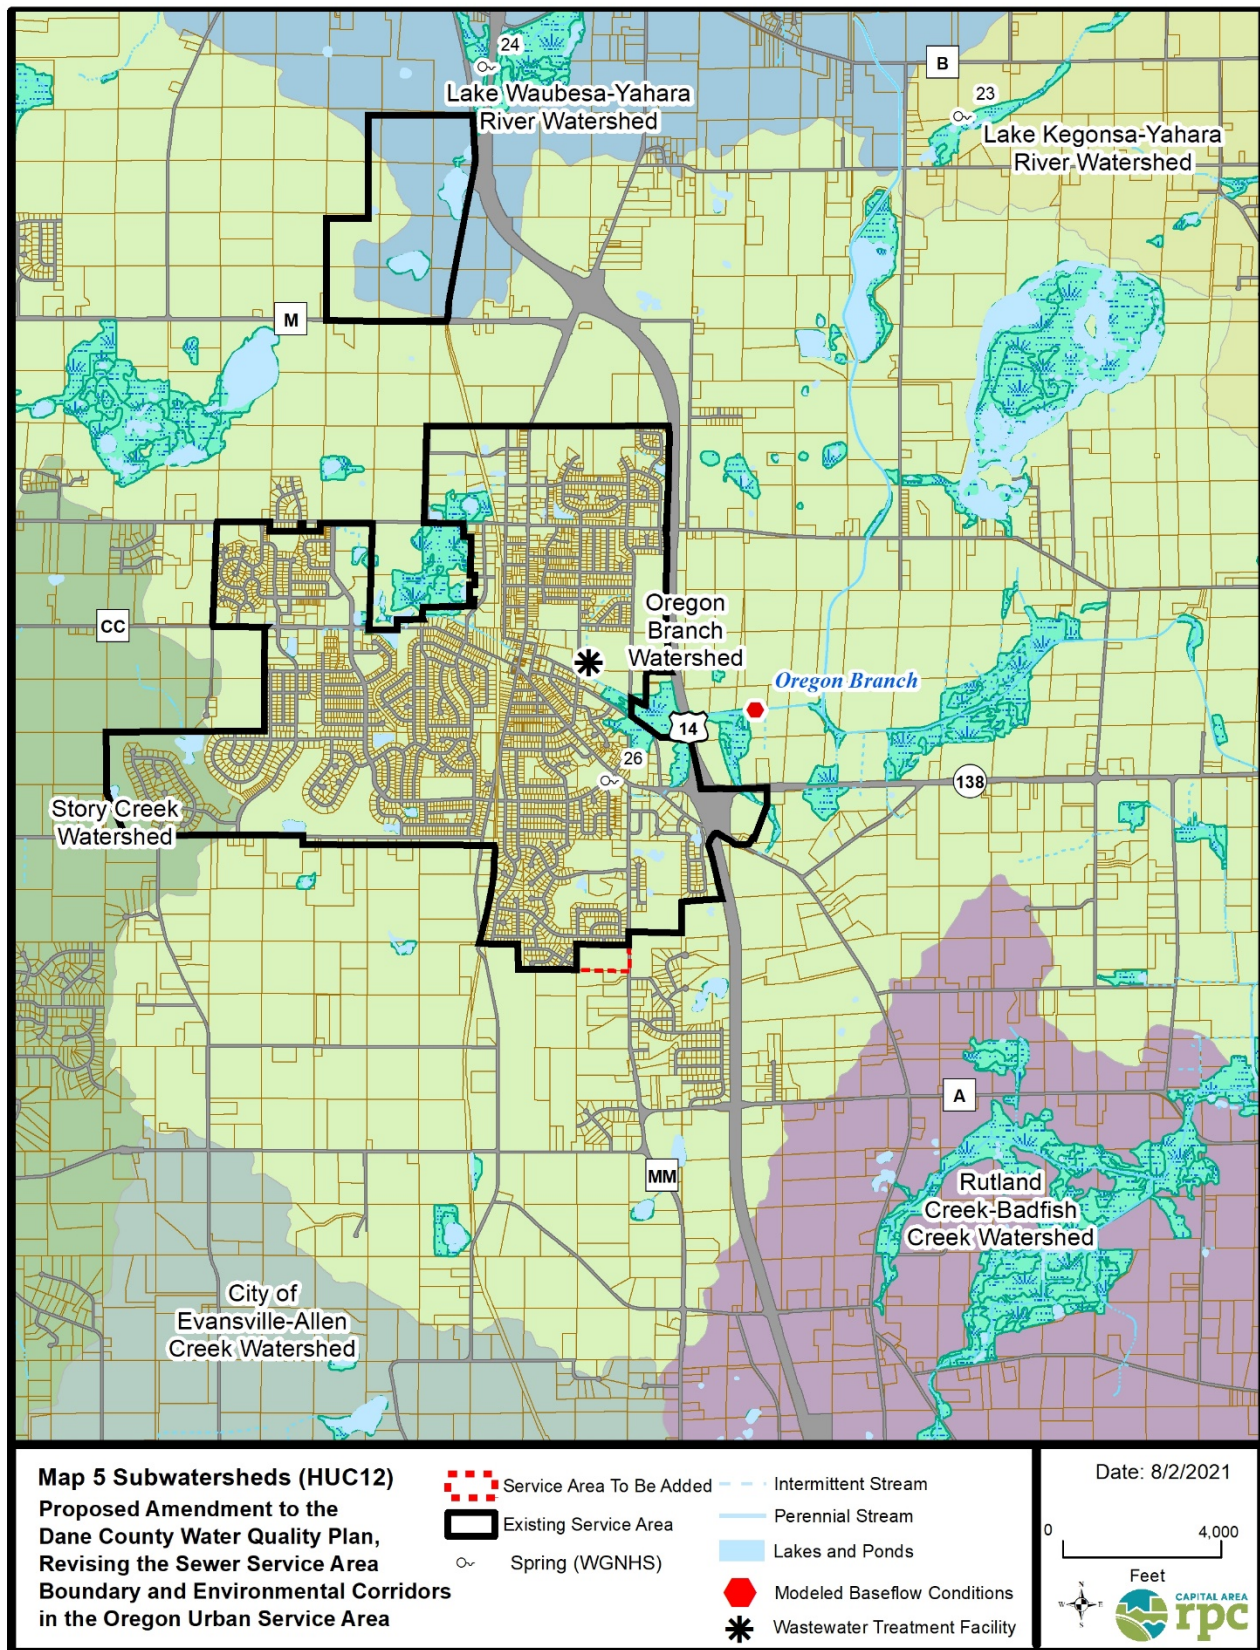 24
Lake Waubesa-Yahara
River Watershed
B
23
Lake Kegonsa-Yahara
River Watershed
M
CC
Oregon
Branch
Watershed
Oregon Branch
14
26
138
Story Creek
Watershed
A
MM
Rutland
Creek-Badfish
Creek Watershed
City of
Evansville-Allen
Creek Watershed
Map 5 Subwatersheds (HUC12)
Proposed Amendment to the
Dane County Water Quality Plan,
Revising the Sewer Service Area
Boundary and Environmental Corridors
in the Oregon Urban Service Area
Service Area To Be Added
Existing Service Area
Spring (WGNHS)
Intermittent Stream
Perennial Stream
Lakes and Ponds
Modeled Baseflow Conditions
Wastewater Treatment Facility
Date: 8/2/2021
0 4,000
Feet
N
W E
S
CAPITAL AREA
rpc